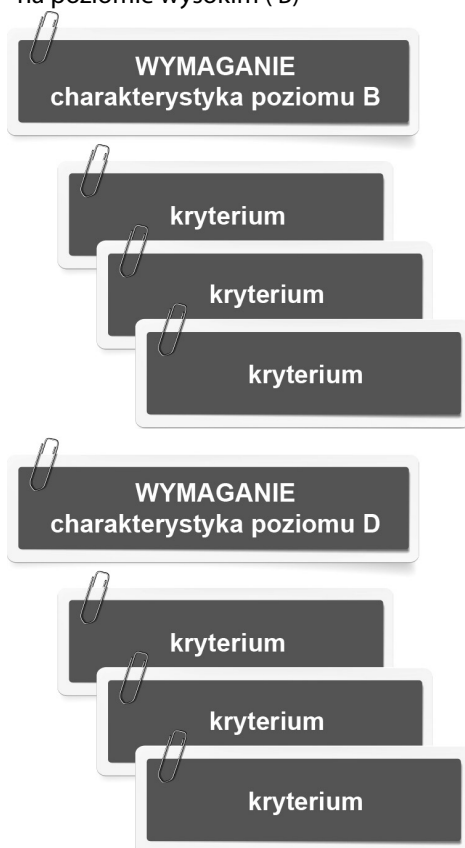 na poziomie wysokim ( B)
WYMAGANIE
charakterystyka poziomu B
kryterium
kryterium
kryterium
WYMAGANIE
charakterystyka poziomu D
kryterium
kryterium
kryterium